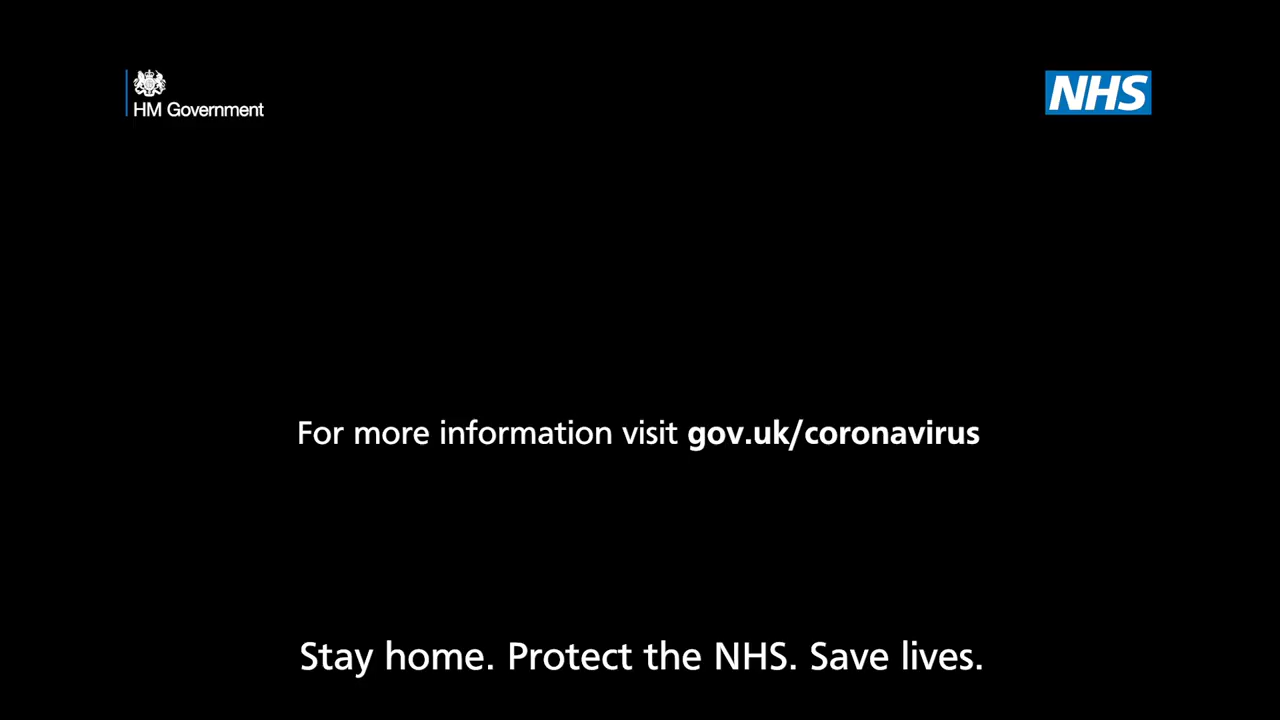 HM Government
NHS
For more information visit gov.uk/coronavirus
Stay home. Protect the NHS. Save lives.